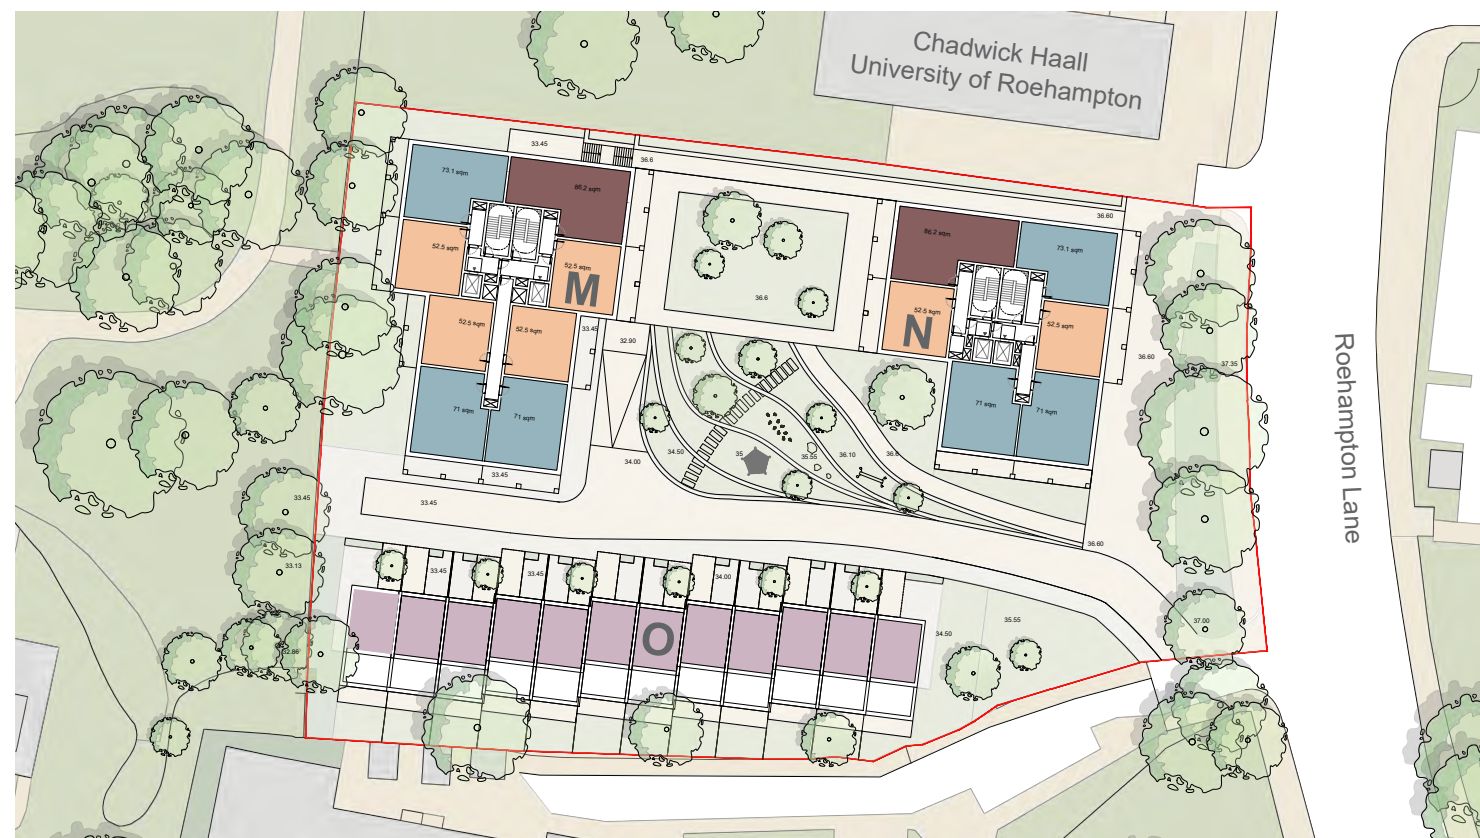 Chadwick Haall
University of Roehampton
33.45
36.6
73.1 sqm
86.2 sqm
36.60
86.2 sqm
73.1 sqm
52.5 sqm
52.5 sqm
M
36.6
52.5 sqm
N
52.5 sqm
52.5 sqm
52.5 sqm
33.45
32.90
36.60
37.35
Roehampton Lane
71 sqm
71 sqm
71 sqm
71 sqm
34.50
35
35.55
36.10
36.6
34.00
33.45
33.45
33.45
36.60
33.13
33.45
33.45
34.00
37.00
35.55
34.50
O
32.86